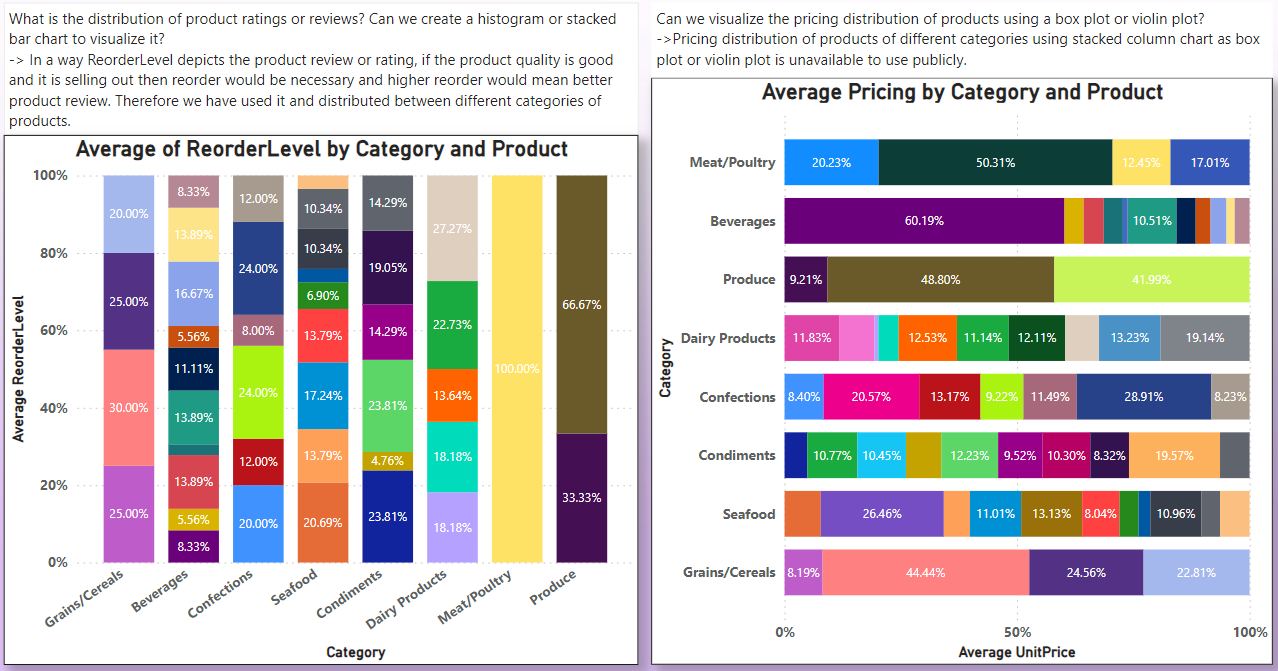 What is the distribution of product ratings or reviews? Can we create a histogram or stacked
bar chart to visualize it?
-> In a way ReorderLevel depicts the product review or rating, if the product quality is good
and it is selling out then reorder would be necessary and higher reorder would mean better
product review. Therefore we have used it and distributed between different categories of
products.
Average of ReorderLevel by Category and Product
Average ReorderLevel
100%
80%
60%
40%
20%
0%
20.00%
25.00%
30.00%
25.00%
8.33%
13.89%
16.67%
5.56%
11.11%
13.89%
13.89%
5.56%
8.33%
12.00%
24.00%
8.00%
24.00%
12.00%
20.00%
10.34%
10.34%
6.90%
13.79%
17.24%
13.79%
20.69%
14.29%
19.05%
14.29%
23.81%
4.76%
23.81%
27.27%
22.73%
13.64%
18.18%
18.18%
100.00%
66.67%
33.33%
Grains/Cereals
Beverages
Confections
Seafood
Condiments
Dairy Products
Meat/Poultry
Produce
Category
Can we visualize the pricing distribution of products using a box plot or violin plot?
->Pricing distribution of products of different categories using stacked column chart as box
plot or violin plot is unavailable to use publicly.
Average Pricing by Category and Product
Category
Meat/Poultry 20.23% 50.31% 12.45% 17.01%
Beverages 60.19% 10.51%
Produce 9.21% 48.80% 41.99%
Dairy Products 11.83% 12.53% 11.14% 12.11% 13.23% 19.14%
Confections 8.40% 20.57% 13.17% 9.22% 11.49% 28.91% 8.23%
Condiments 10.77% 10.45% 12.23% 9.52% 10.30% 8.32% 19.57%
Seafood 26.46% 11.01% 13.13% 8.04% 10.96%
Grains/Cereals 8.19% 44.44% 24.56% 22.81%
0% 50% 100%
Average UnitPrice